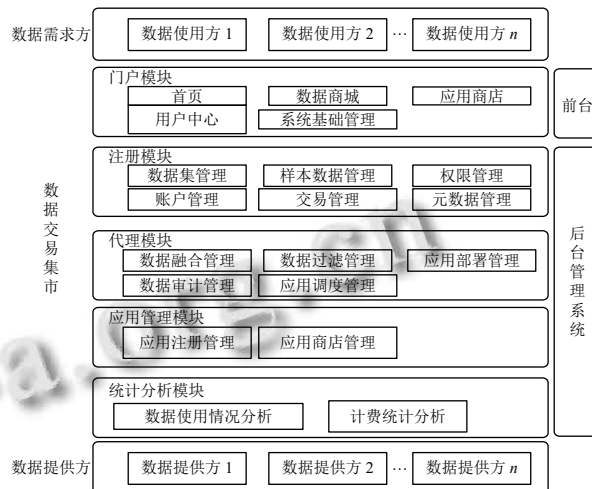 数据需求方 数据使用方 1 数据使用方 2 … 数据使用方 n
门户模块
首页 数据商城 应用商店
用户中心 系统基础管理
前台
注册模块
数据集管理 样本数据管理 权限管理
账户管理 交易管理 元数据管理
数据交易集市
代理模块
数据融合管理 数据过滤管理 应用部署管理
数据审计管理 应用调度管理
后台管理系统
应用管理模块
应用注册管理 应用商店管理
统计分析模块
数据使用情况分析 计费统计分析
数据提供方 数据提供方 1 数据提供方 2 … 数据提供方 n
a.org.cn